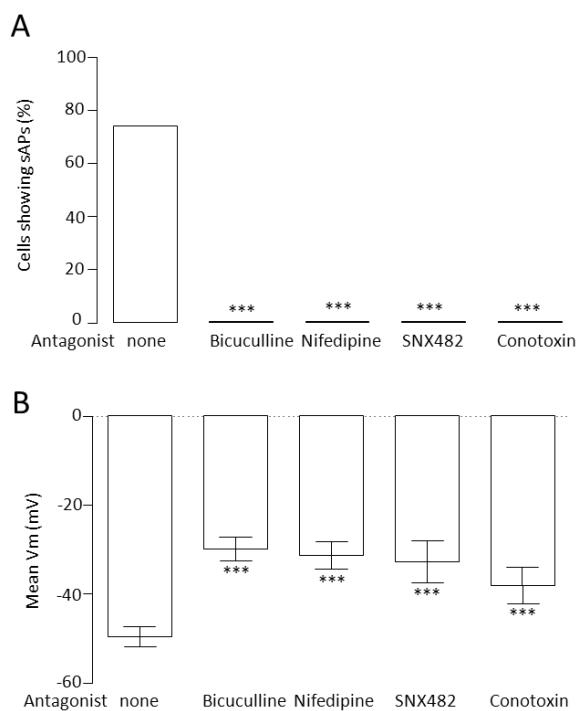 A
Cells showing sAPs (%)
100
80
60
40
20
0
*** *** *** ***
Antagonist none Bicuculline Nifedipine SNX482 Conotoxin
B
Mean Vm (mV)
0
-20
-40
-60
*** *** *** ***
Antagonist none Bicuculline Nifedipine SNX482 Conotoxin